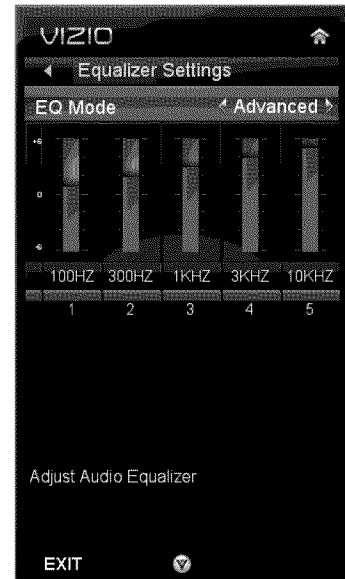 VIZIO
Equalizer Settings
EQ Mode Advanced
+6
0
-6
100HZ 300HZ 1KHZ 3KHZ 10KHZ
1 2 3 4 5
Adjust Audio Equalizer
EXIT